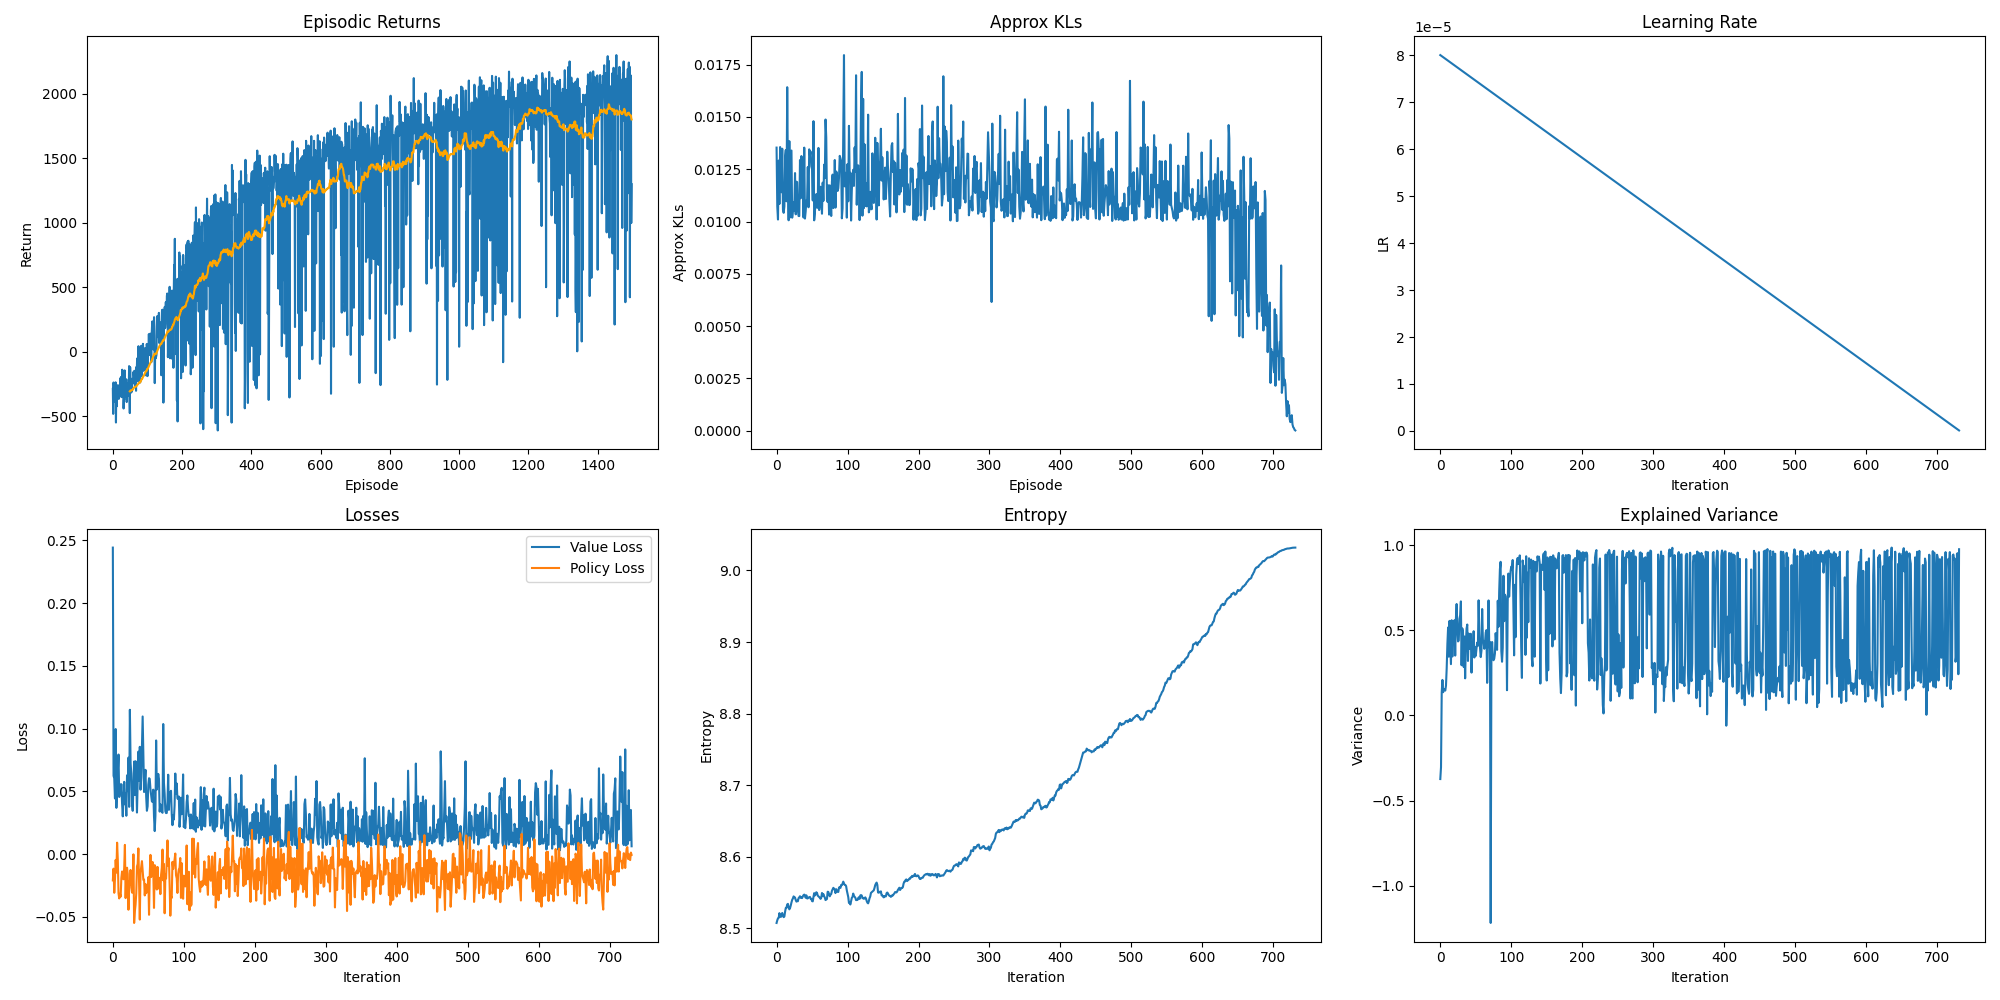 Episodic Returns
Return
2000
1500
1000
500
0
−500
0 200 400 600 800 1000 1200 1400
Episode
Approx KLs
Approx KLs
0.0175
0.0150
0.0125
0.0100
0.0075
0.0050
0.0025
0.0000
0 100 200 300 400 500 600 700
Episode
Learning Rate
1e−5
LR
8
7
6
5
4
3
2
1
0
0 100 200 300 400 500 600 700
Iteration
Losses
Loss
0.25
0.20
0.15
0.10
0.05
0.00
−0.05
Value Loss
Policy Loss
0 100 200 300 400 500 600 700
Iteration
Entropy
Entropy
9.0
8.9
8.8
8.7
8.6
8.5
0 100 200 300 400 500 600 700
Iteration
Explained Variance
Variance
1.0
0.5
0.0
−0.5
−1.0
0 100 200 300 400 500 600 700
Iteration